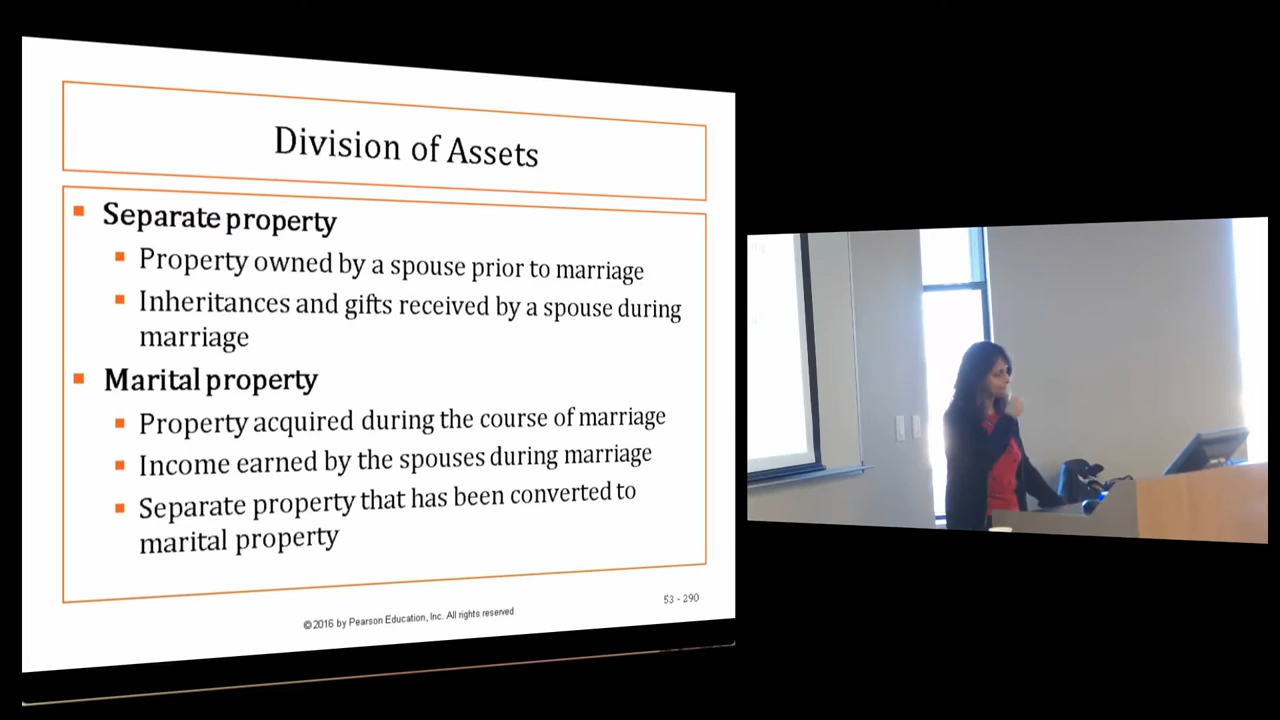 Division of Assets
▪ Separate property
▪ Property owned by a spouse prior to marriage
▪ Inheritances and gifts received by a spouse during
marriage
▪ Marital property
▪ Property acquired during the course of marriage
▪ Income earned by the spouses during marriage
▪ Separate property that has been converted to
marital property
53 - 290
©2016 by Pearson Education, Inc. All rights reserved